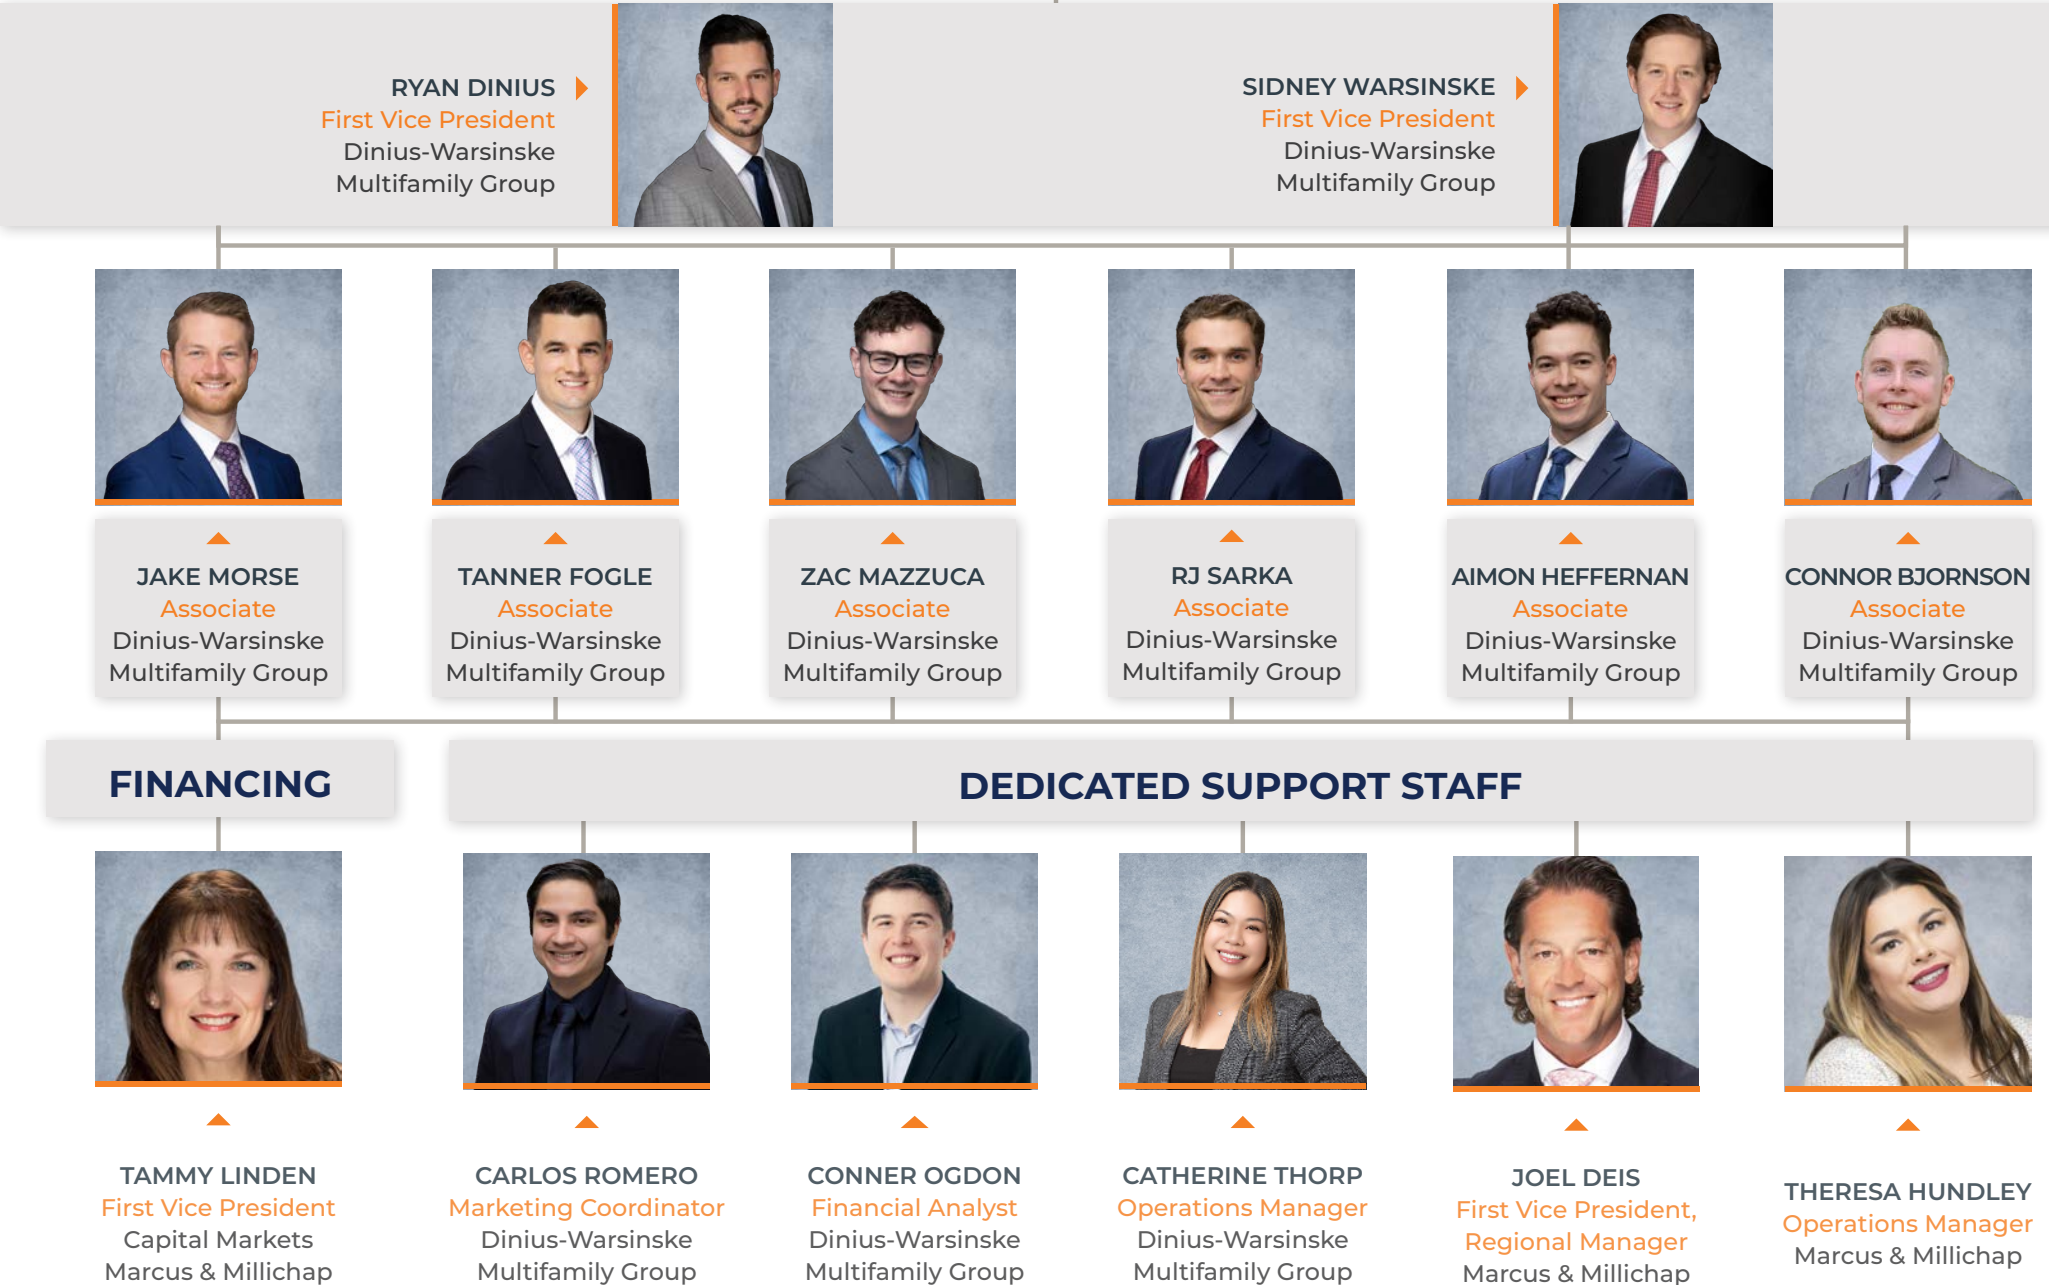 RYAN DINIUS
First Vice President
Dinius-Warsinske
Multifamily Group
SIDNEY WARSINSKE
First Vice President
Dinius-Warsinske
Multifamily Group
JAKE MORSE
Associate
Dinius-Warsinske
Multifamily Group
TANNER FOGLE
Associate
Dinius-Warsinske
Multifamily Group
ZAC MAZZUCA
Associate
Dinius-Warsinske
Multifamily Group
RJ SARKA
Associate
Dinius-Warsinske
Multifamily Group
AIMON HEFFERNAN
Associate
Dinius-Warsinske
Multifamily Group
CONNOR BJORNSON
Associate
Dinius-Warsinske
Multifamily Group
FINANCING
DEDICATED SUPPORT STAFF
TAMMY LINDEN
First Vice President
Capital Markets
Marcus & Millichap
CARLOS ROMERO
Marketing Coordinator
Dinius-Warsinske
Multifamily Group
CONNER OGDON
Financial Analyst
Dinius-Warsinske
Multifamily Group
CATHERINE THORP
Operations Manager
Dinius-Warsinske
Multifamily Group
JOEL DEIS
First Vice President,
Regional Manager
Marcus & Millichap
THERESA HUNDLEY
Operations Manager
Marcus & Millichap